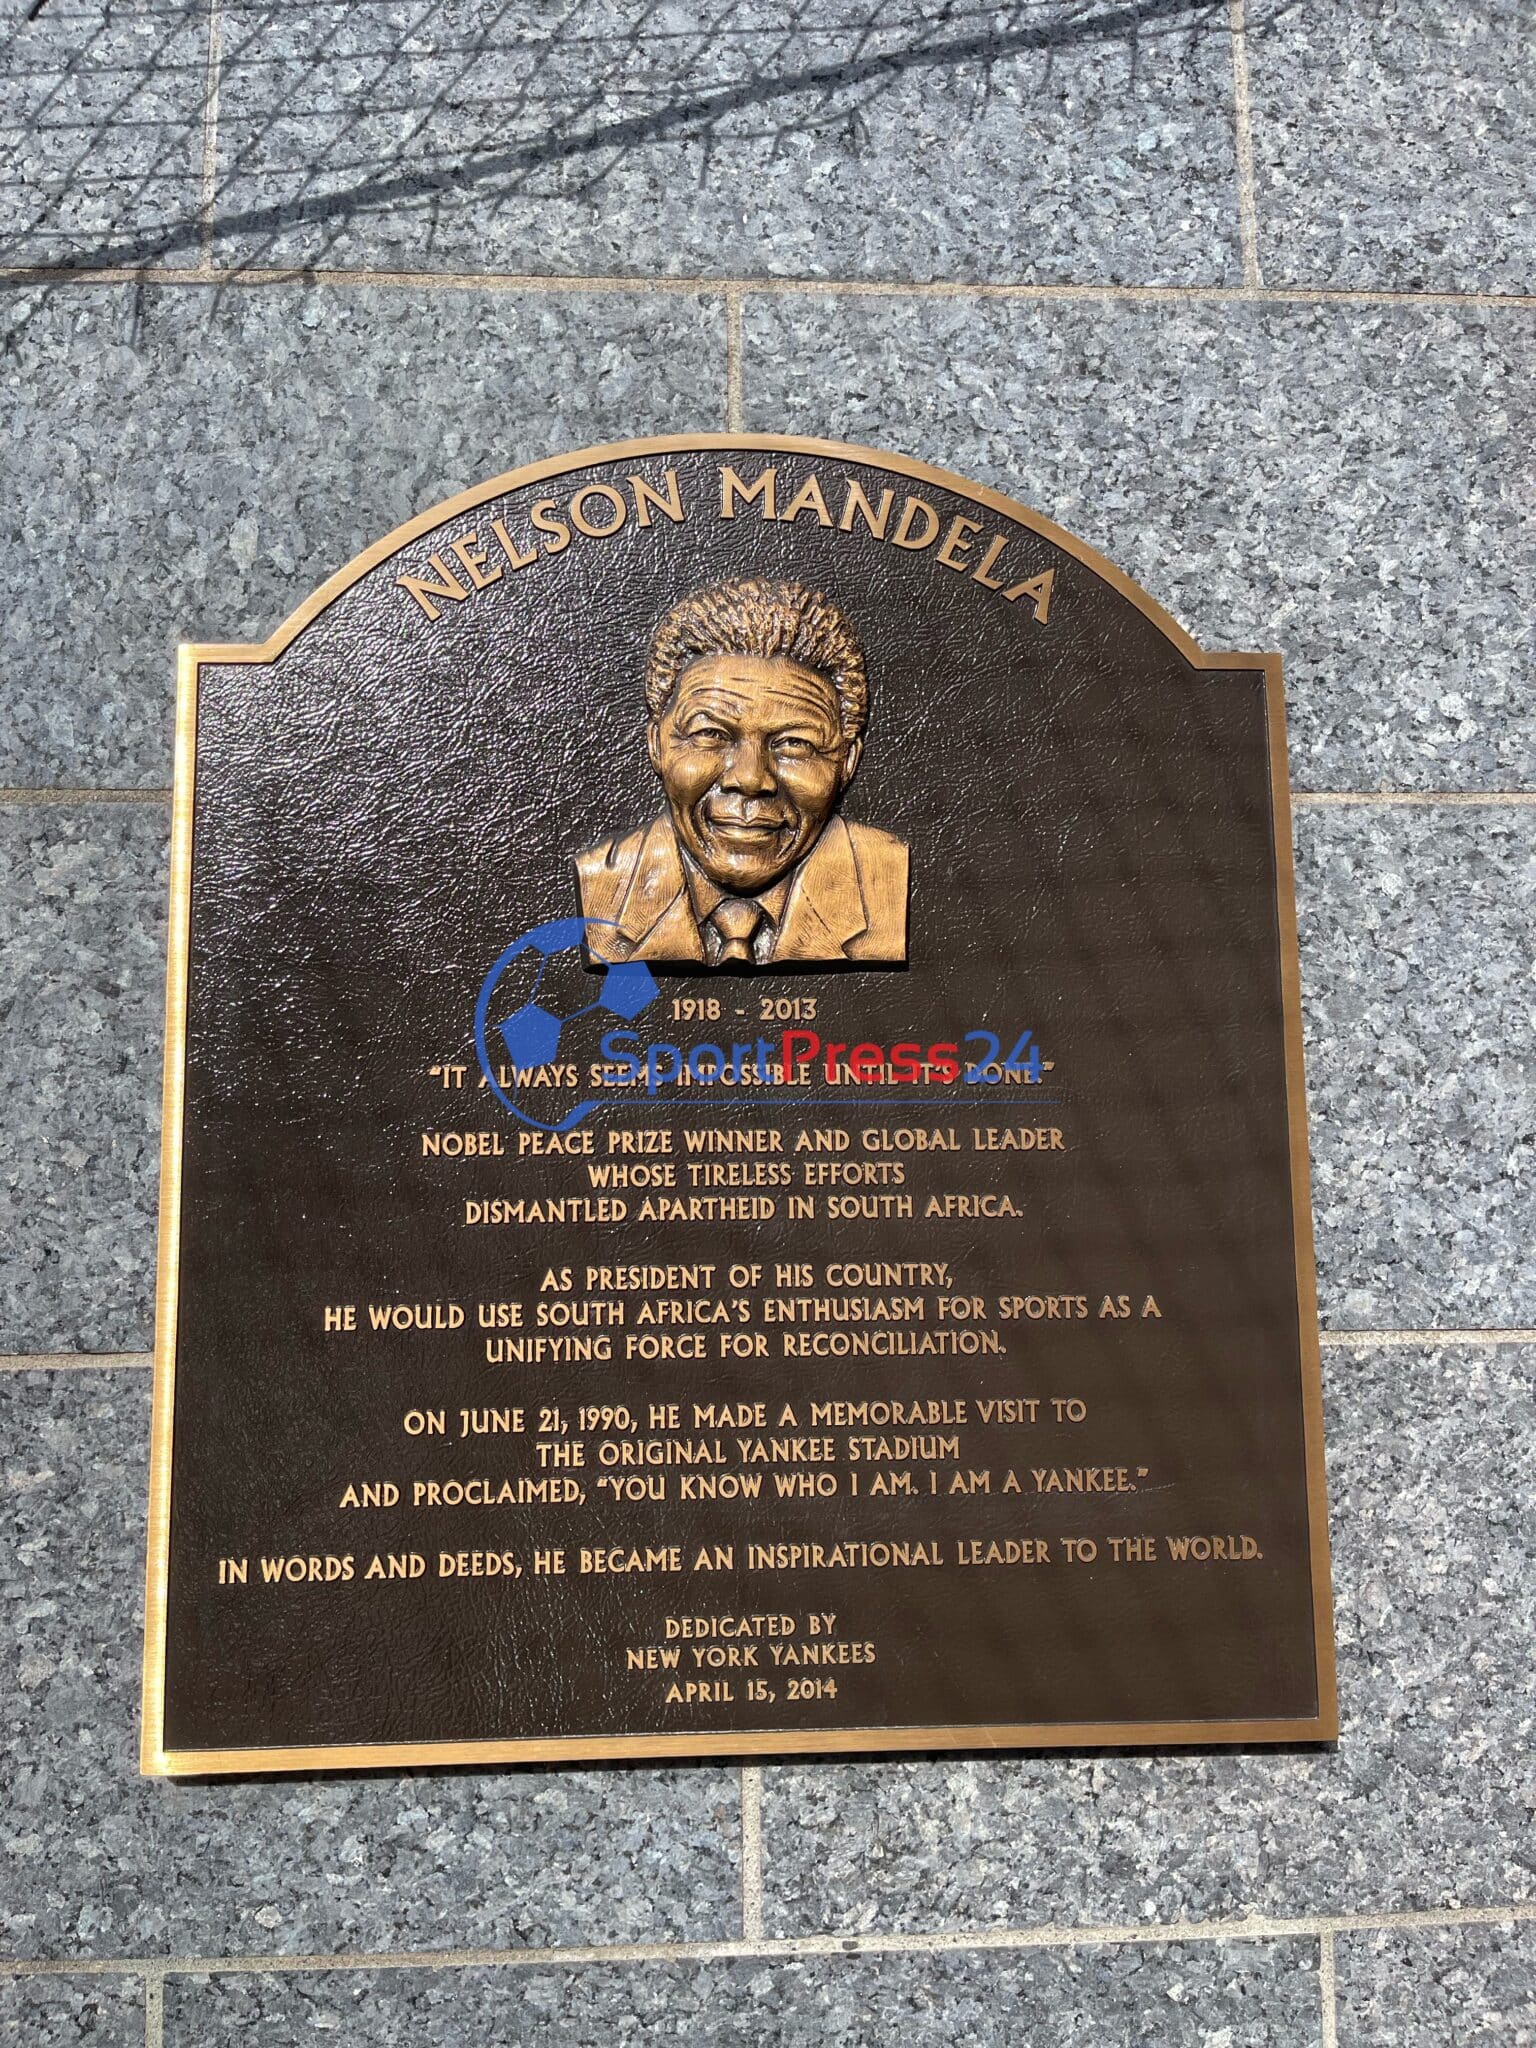 NELSON MANDELA
1918 - 2013
"IT ALWAYS SEEMS IMPOSSIBLE UNTIL IT'S DONE."
SportPress24
NOBEL PEACE PRIZE WINNER AND GLOBAL LEADER
WHOSE TIRELESS EFFORTS
DISMANTLED APARTHEID IN SOUTH AFRICA.
AS PRESIDENT OF HIS COUNTRY,
HE WOULD USE SOUTH AFRICA'S ENTHUSIASM FOR SPORTS AS A
UNIFYING FORCE FOR RECONCILIATION.
ON JUNE 21, 1990, HE MADE A MEMORABLE VISIT TO
THE ORIGINAL YANKEE STADIUM
AND PROCLAIMED, "YOU KNOW WHO I AM. I AM A YANKEE."
IN WORDS AND DEEDS, HE BECAME AN INSPIRATIONAL LEADER TO THE WORLD.
DEDICATED BY
NEW YORK YANKEES
APRIL 15, 2014